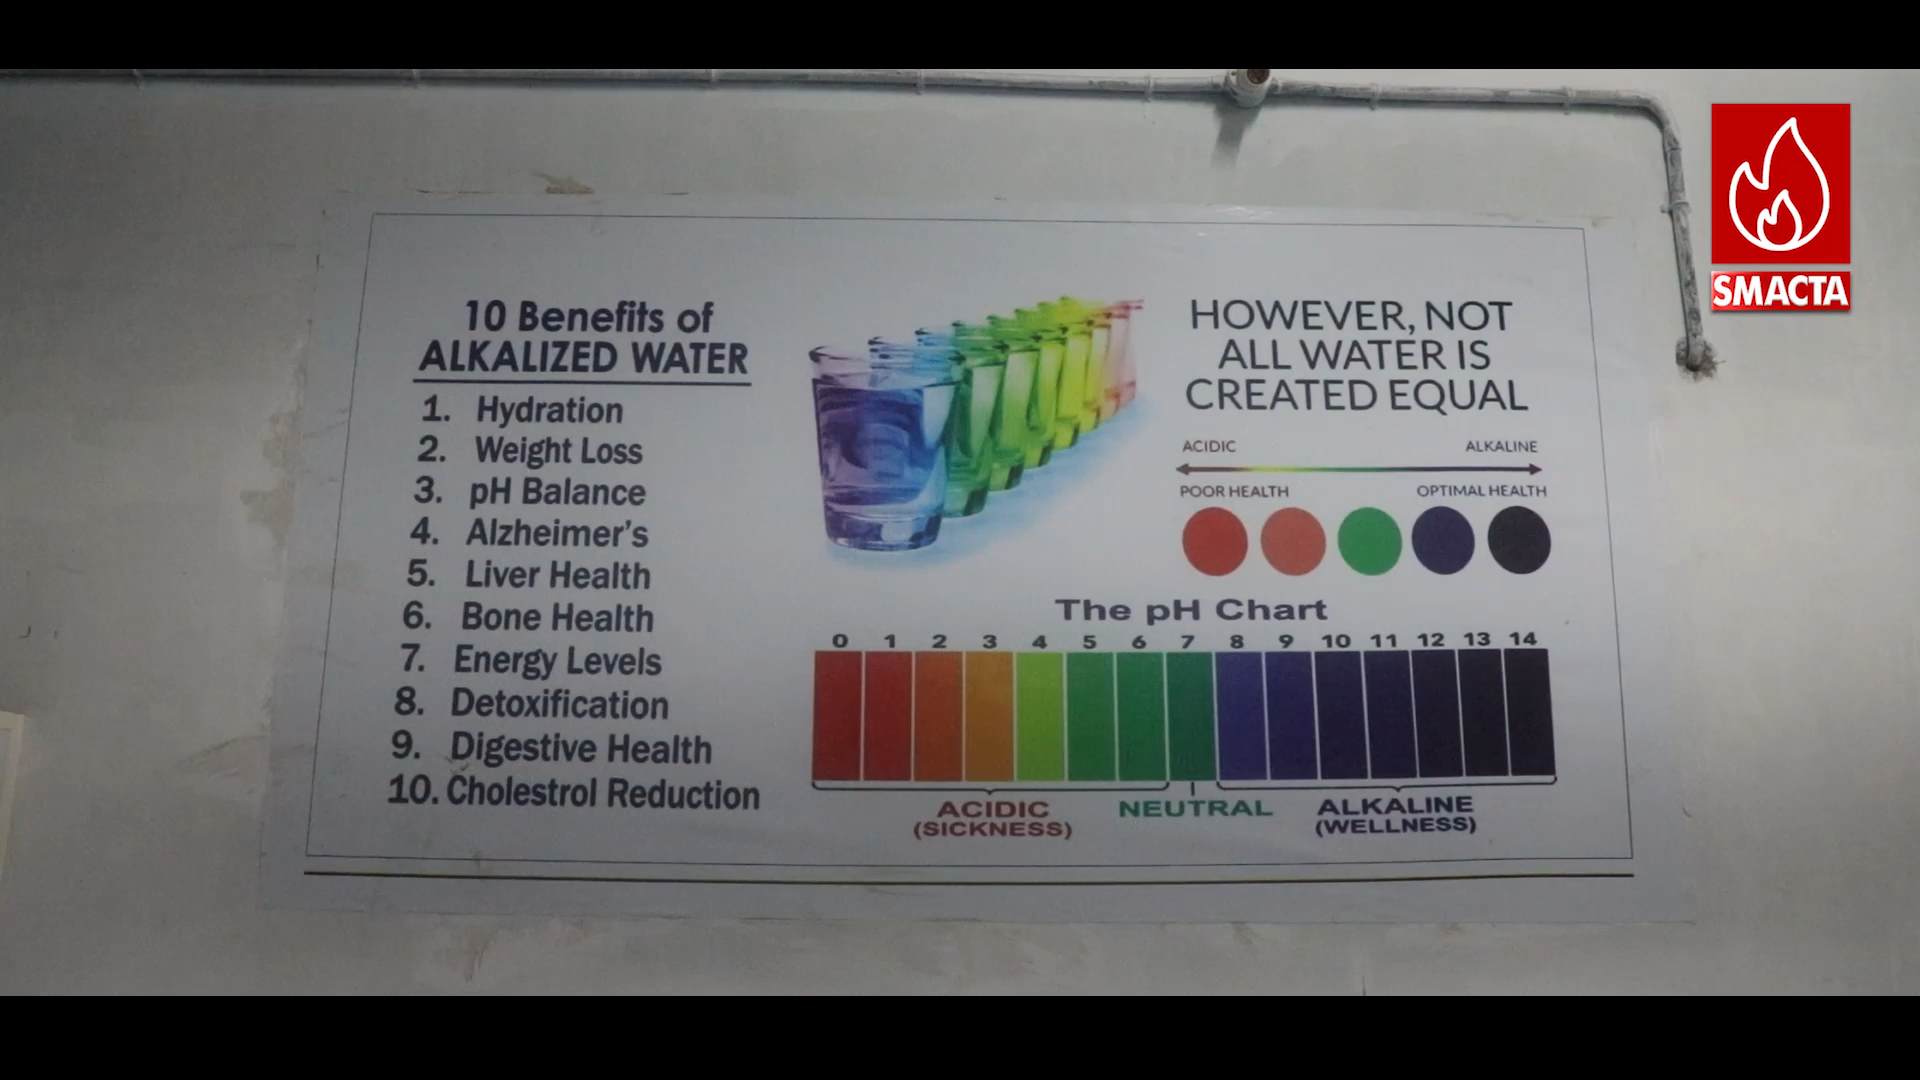 SMACTA
10 Benefits of
ALKALIZED WATER
1. Hydration
2. Weight Loss
3. pH Balance
4. Alzheimer's
5. Liver Health
6. Bone Health
7. Energy Levels
8. Detoxification
9. Digestive Health
10. Cholestrol Reduction
HOWEVER, NOT
ALL WATER IS
CREATED EQUAL
ACIDIC ALKALINE
POOR HEALTH OPTIMAL HEALTH
The pH Chart
0 1 2 3 4 5 6 7 8 9 10 11 12 13 14
ACIDIC NEUTRAL ALKALINE
(SICKNESS) (WELLNESS)